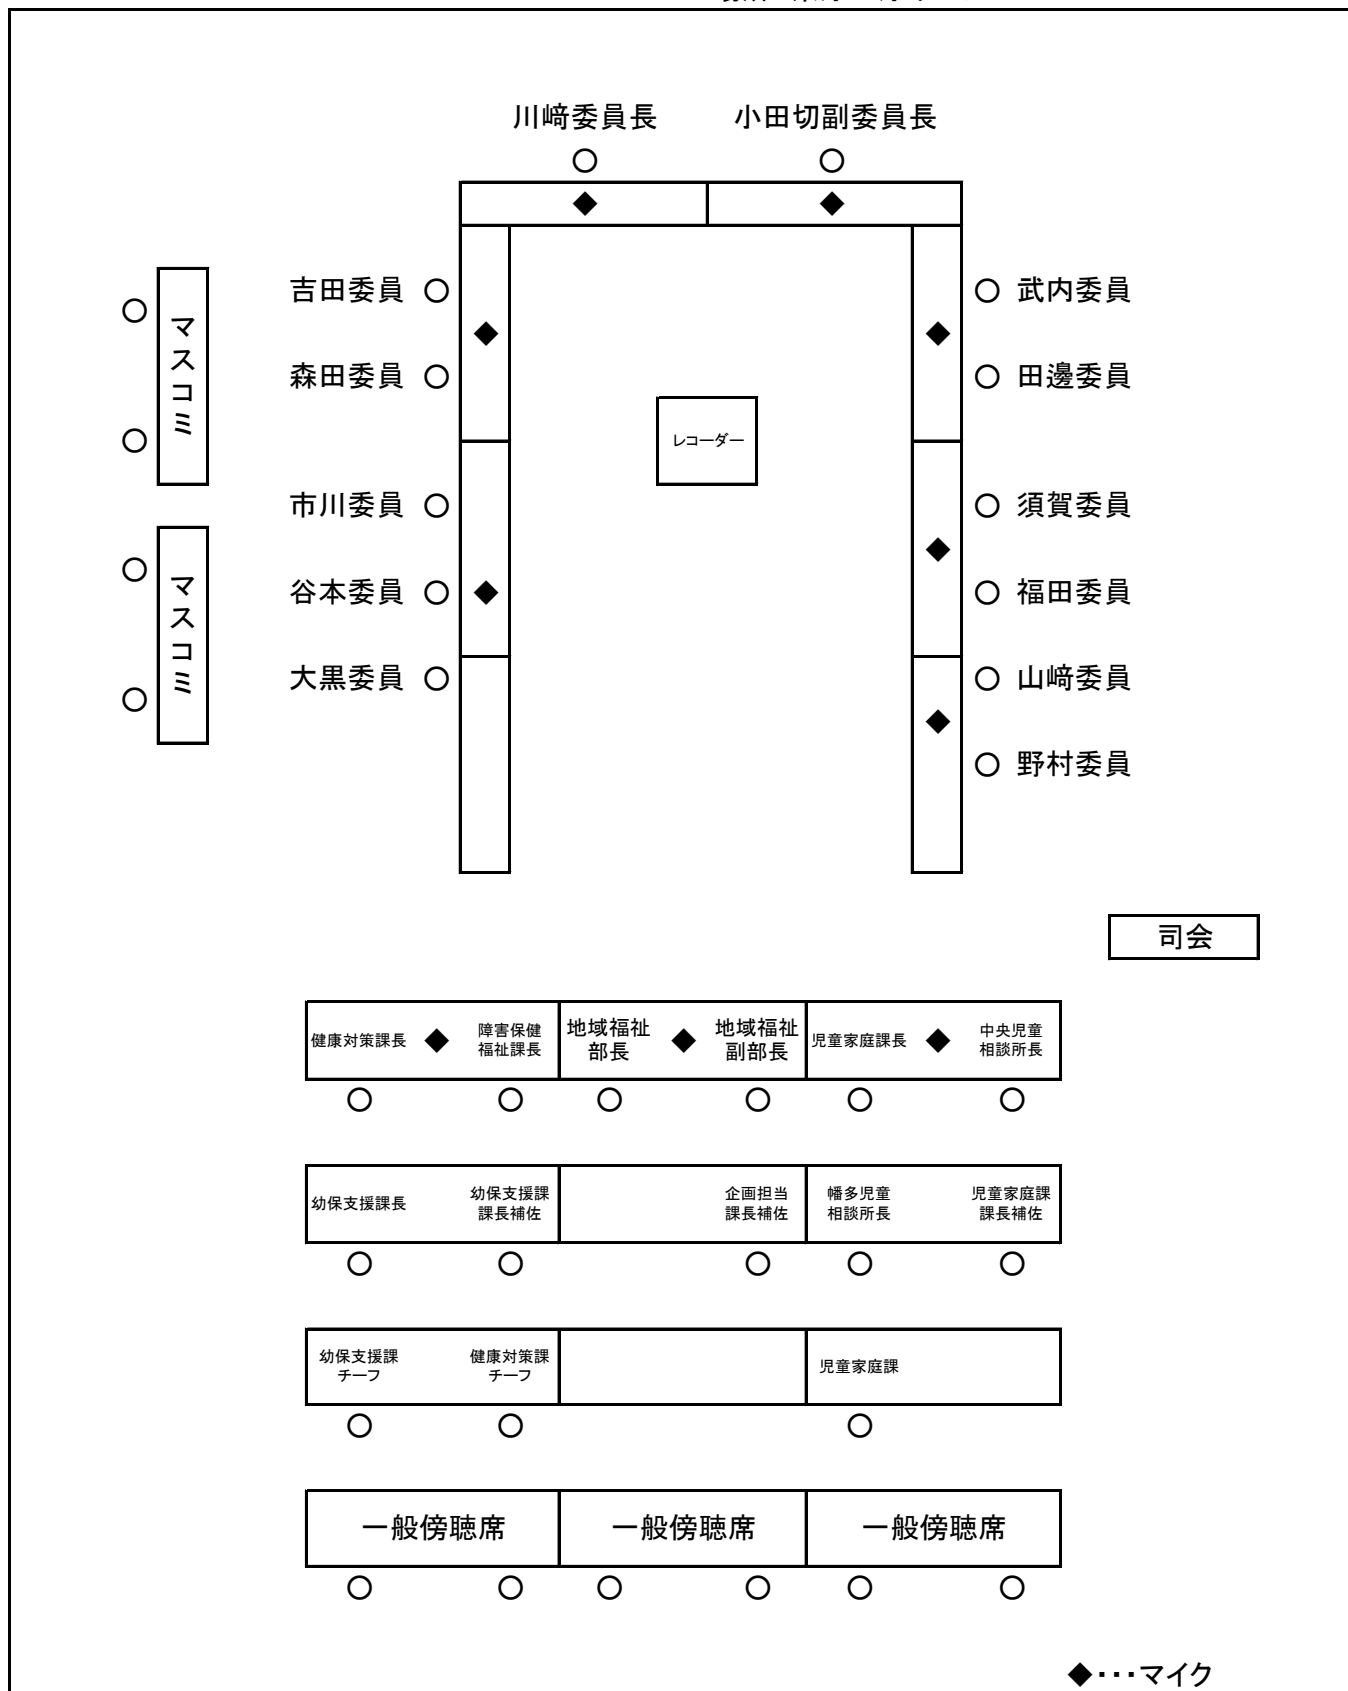 川﨑委員長 小田切副委員長
吉田委員 武内委員
森田委員 田邊委員
マスコミ
レコーダー
市川委員 須賀委員
谷本委員 福田委員
マスコミ
大黒委員 山﨑委員
野村委員
司会
健康対策課長 ◆ 障害保健
福祉課長
地域福祉
部長 ◆ 地域福祉
副部長
児童家庭課長 ◆ 中央児童
相談所長
幼保支援課長 幼保支援課
課長補佐
企画担当
課長補佐
幡多児童
相談所長
児童家庭課
課長補佐
幼保支援課
チーフ
健康対策課
チーフ
児童家庭課
一般傍聴席 一般傍聴席 一般傍聴席
◆・・・マイク